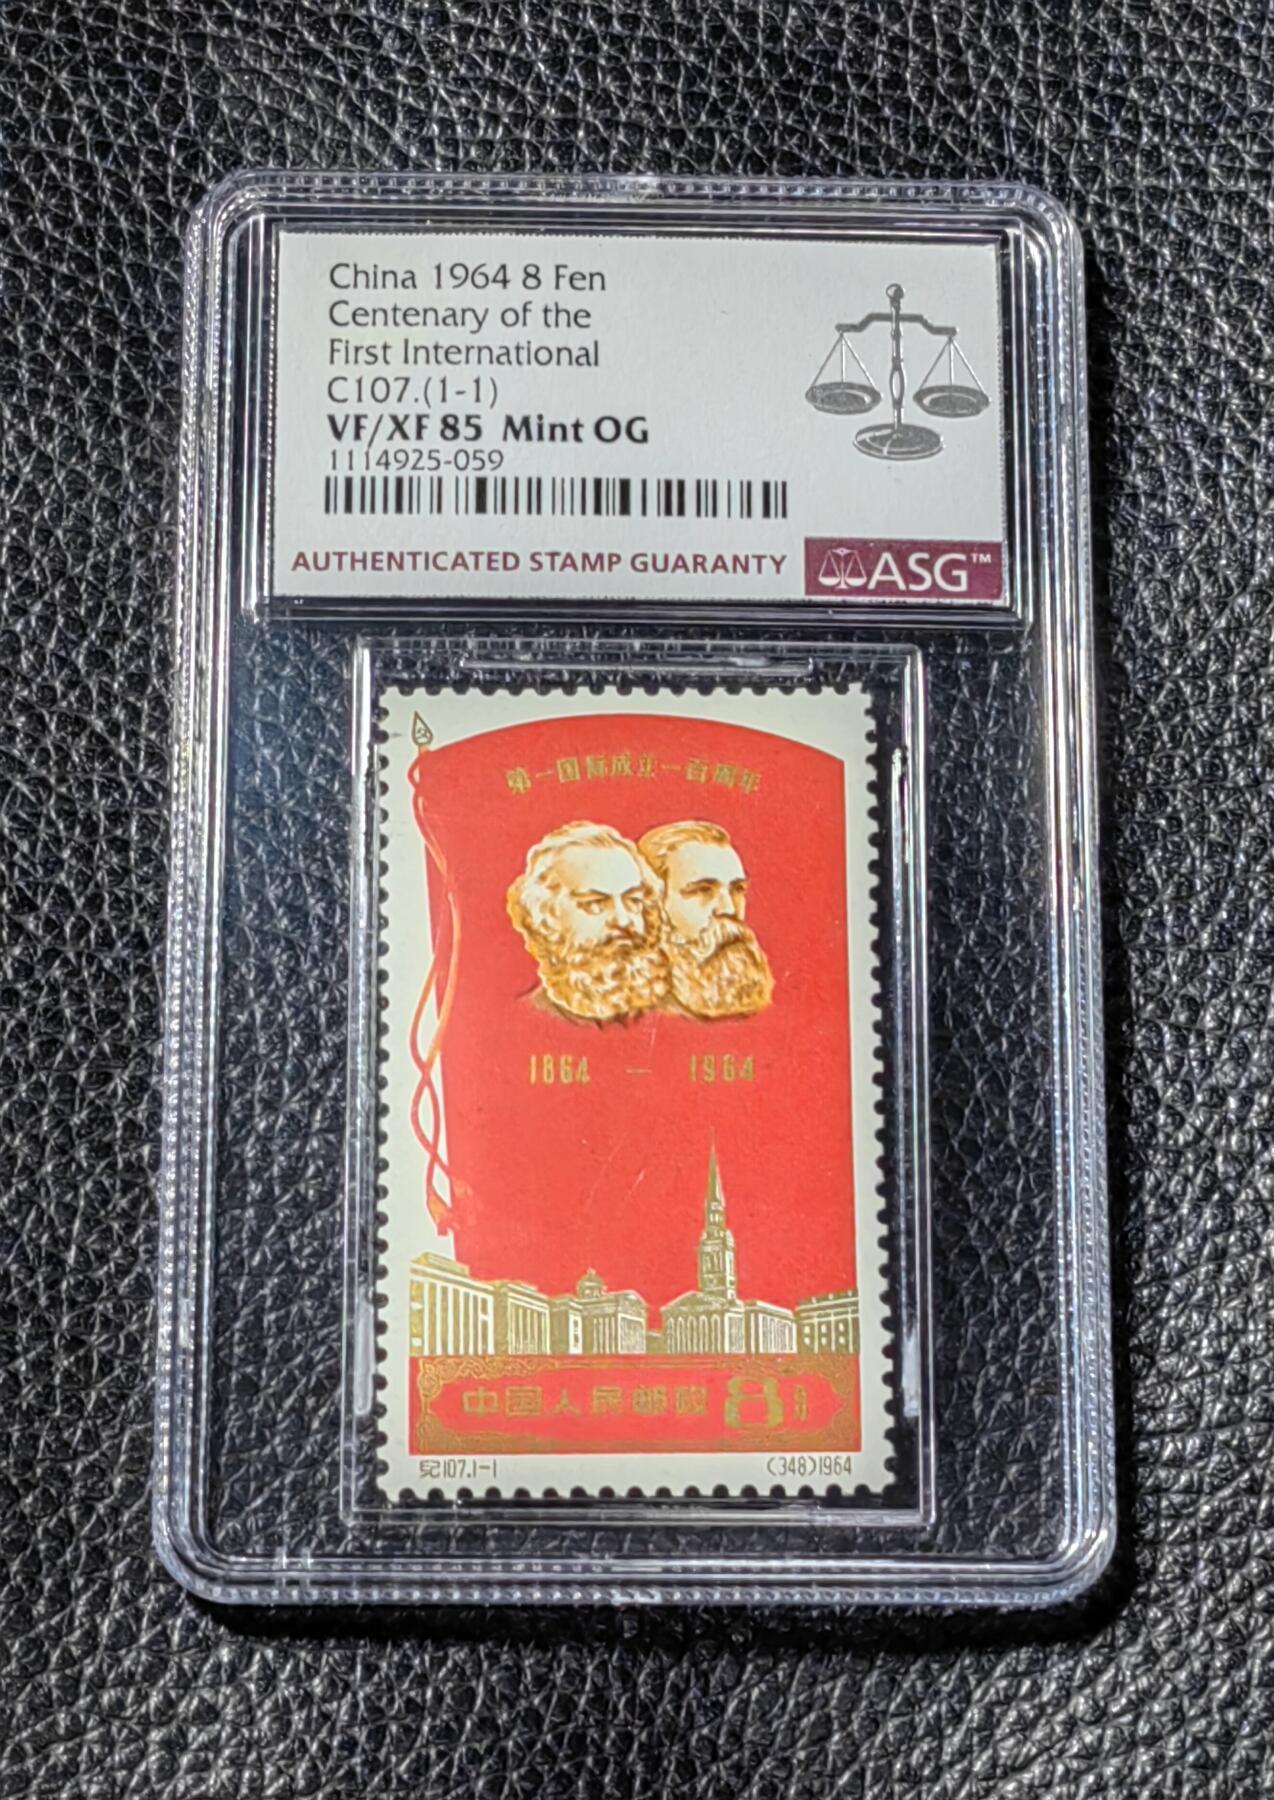 China 1964 8 Fen
Centenary of the
First International
C107.(1-1)
VF/XF 85 Mint OG
1114925-059
AUTHENTICATED STAMP GUARANTY
ASG™
第一国际成立一百周年
1864 — 1964
中国人民邮政 8分
纪107.1-1
(348)1964